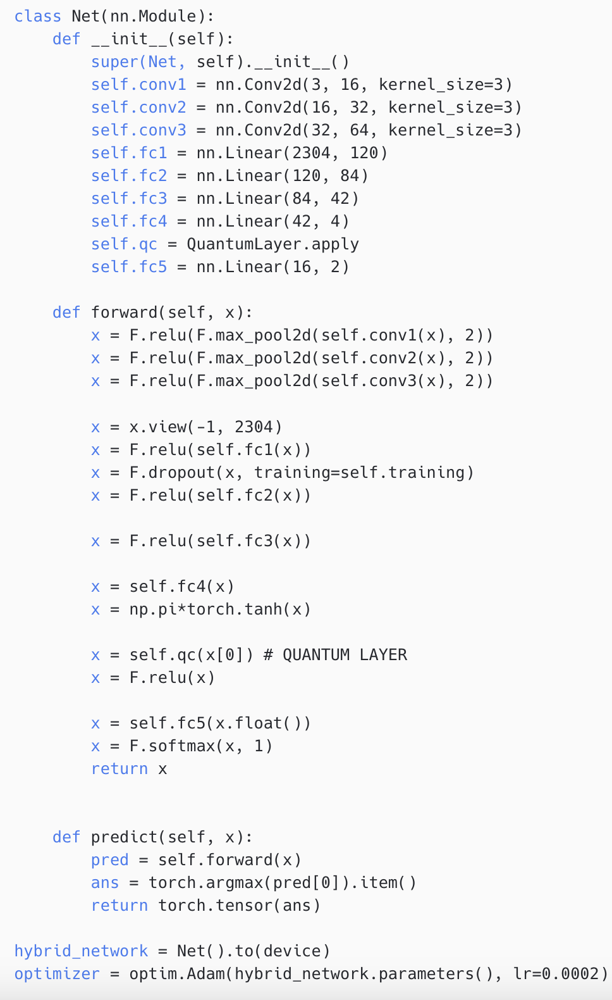 class Net(nn.Module):
    def __init__(self):
        super(Net, self).__init__()
        self.conv1 = nn.Conv2d(3, 16, kernel_size=3)
        self.conv2 = nn.Conv2d(16, 32, kernel_size=3)
        self.conv3 = nn.Conv2d(32, 64, kernel_size=3)
        self.fc1 = nn.Linear(2304, 120)
        self.fc2 = nn.Linear(120, 84)
        self.fc3 = nn.Linear(84, 42)
        self.fc4 = nn.Linear(42, 4)
        self.qc = QuantumLayer.apply
        self.fc5 = nn.Linear(16, 2)

    def forward(self, x):
        x = F.relu(F.max_pool2d(self.conv1(x), 2))
        x = F.relu(F.max_pool2d(self.conv2(x), 2))
        x = F.relu(F.max_pool2d(self.conv3(x), 2))

        x = x.view(-1, 2304)
        x = F.relu(self.fc1(x))
        x = F.dropout(x, training=self.training)
        x = F.relu(self.fc2(x))

        x = F.relu(self.fc3(x))

        x = self.fc4(x)
        x = np.pi*torch.tanh(x)

        x = self.qc(x[0]) # QUANTUM LAYER
        x = F.relu(x)

        x = self.fc5(x.float())
        x = F.softmax(x, 1)
        return x


    def predict(self, x):
        pred = self.forward(x)
        ans = torch.argmax(pred[0]).item()
        return torch.tensor(ans)

hybrid_network = Net().to(device)
optimizer = optim.Adam(hybrid_network.parameters(), lr=0.0002)